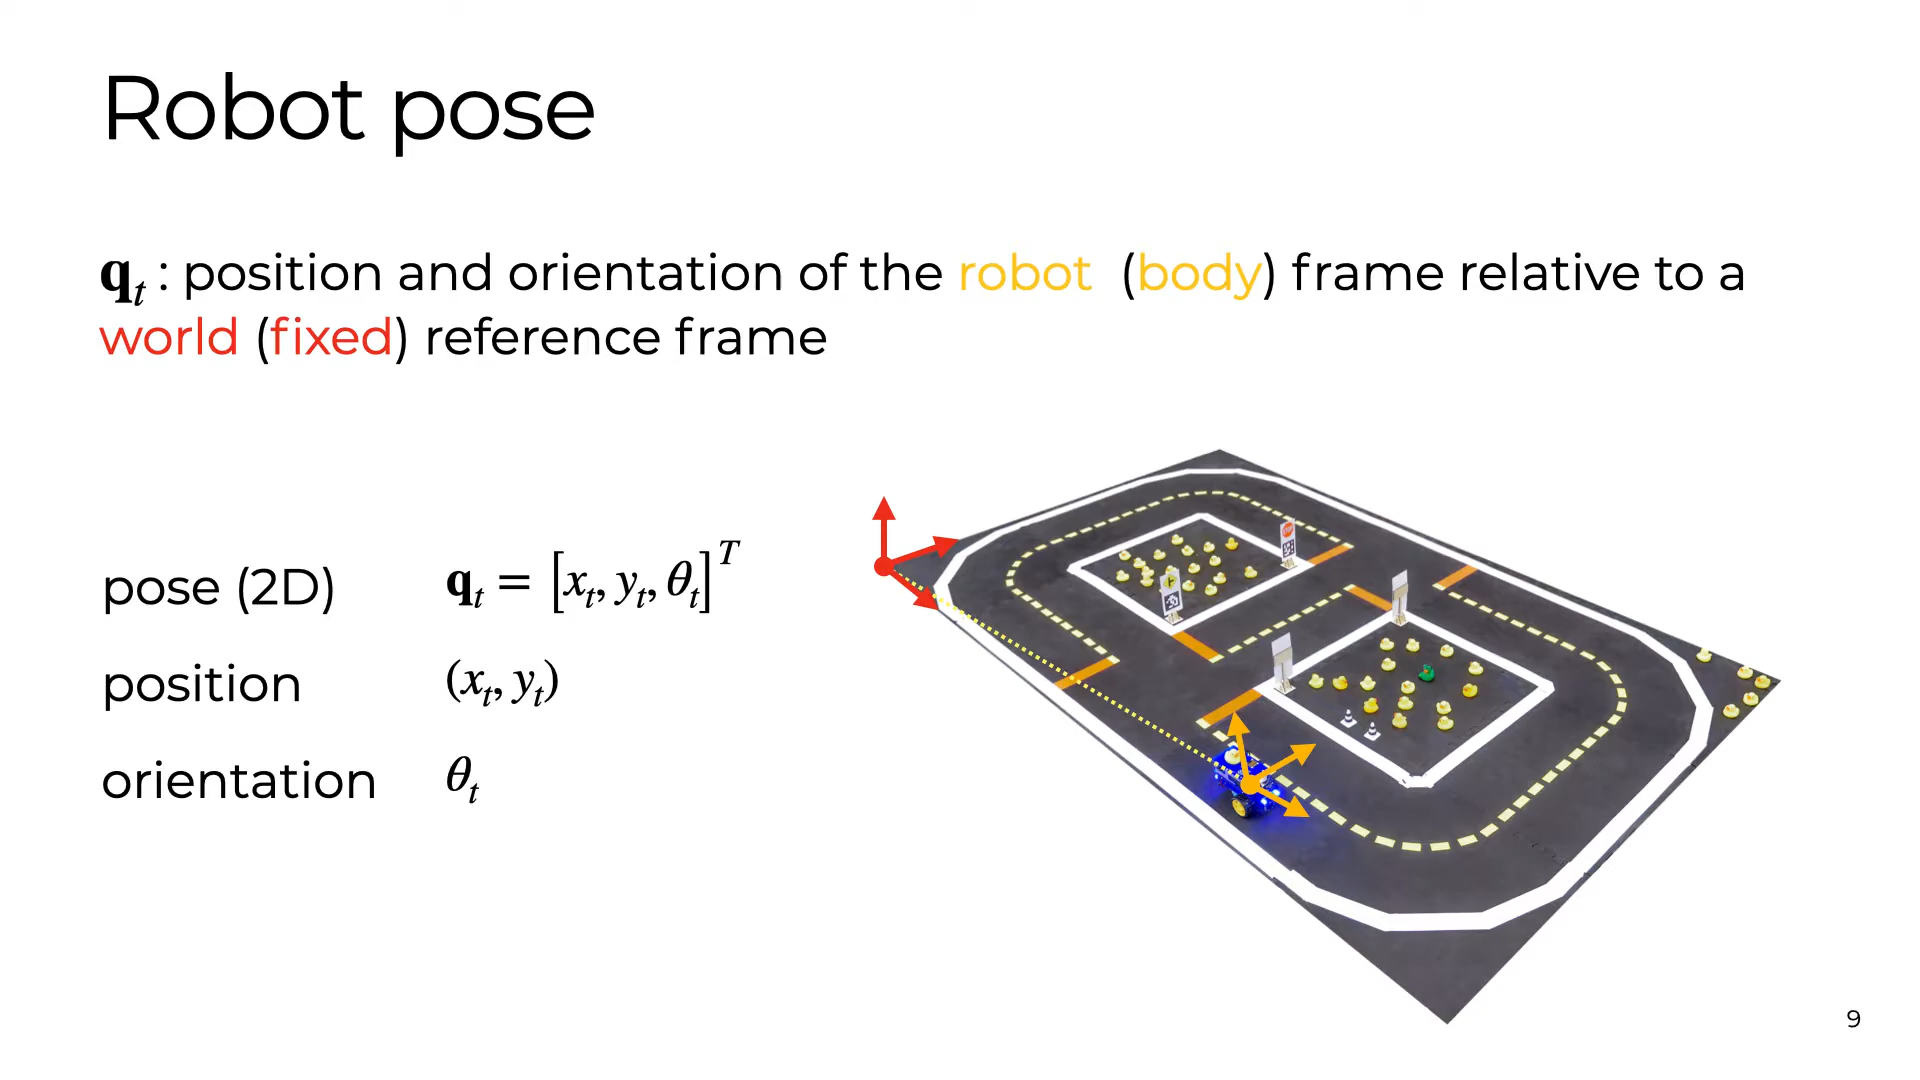 Robot pose
𝐪ₜ : position and orientation of the robot (body) frame relative to a
world (fixed) reference frame
pose (2D) 𝐪ₜ = [xₜ, yₜ, θₜ]ᵀ
position (xₜ, yₜ)
orientation θₜ
9